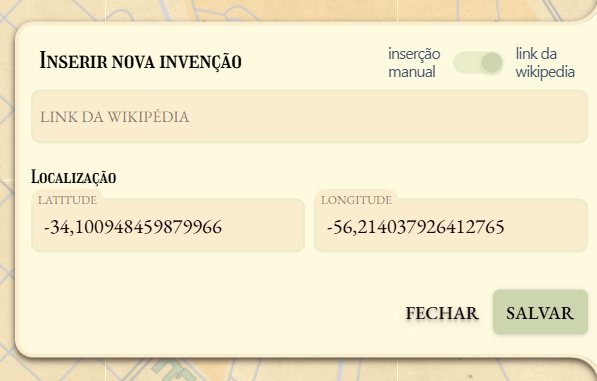 Inserir nova invenção
inserção
manual
link da
wikipedia
LINK DA WIKIPÉDIA
Localização
LATITUDE
-34,100948459879966
LONGITUDE
-56,214037926412765
FECHAR
SALVAR